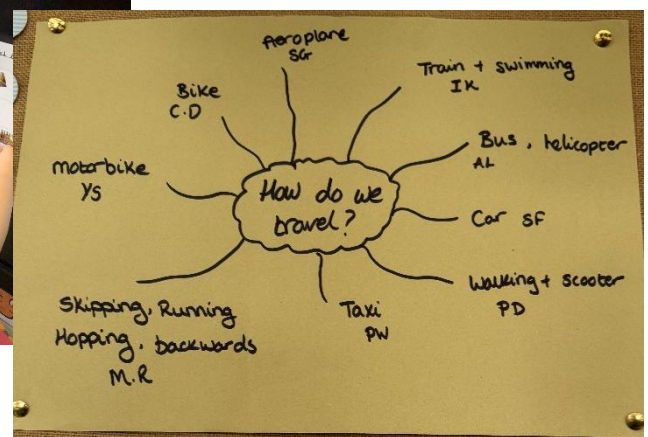 Aeroplane
SG
Train + swimming
IK
Bike
C.D
Bus, helicopter
AL
motorbike
YS
How do we
travel?
Car SF
Walking + scooter
PD
Skipping, Running
Hopping, backwards
M.R
Taxi
PW